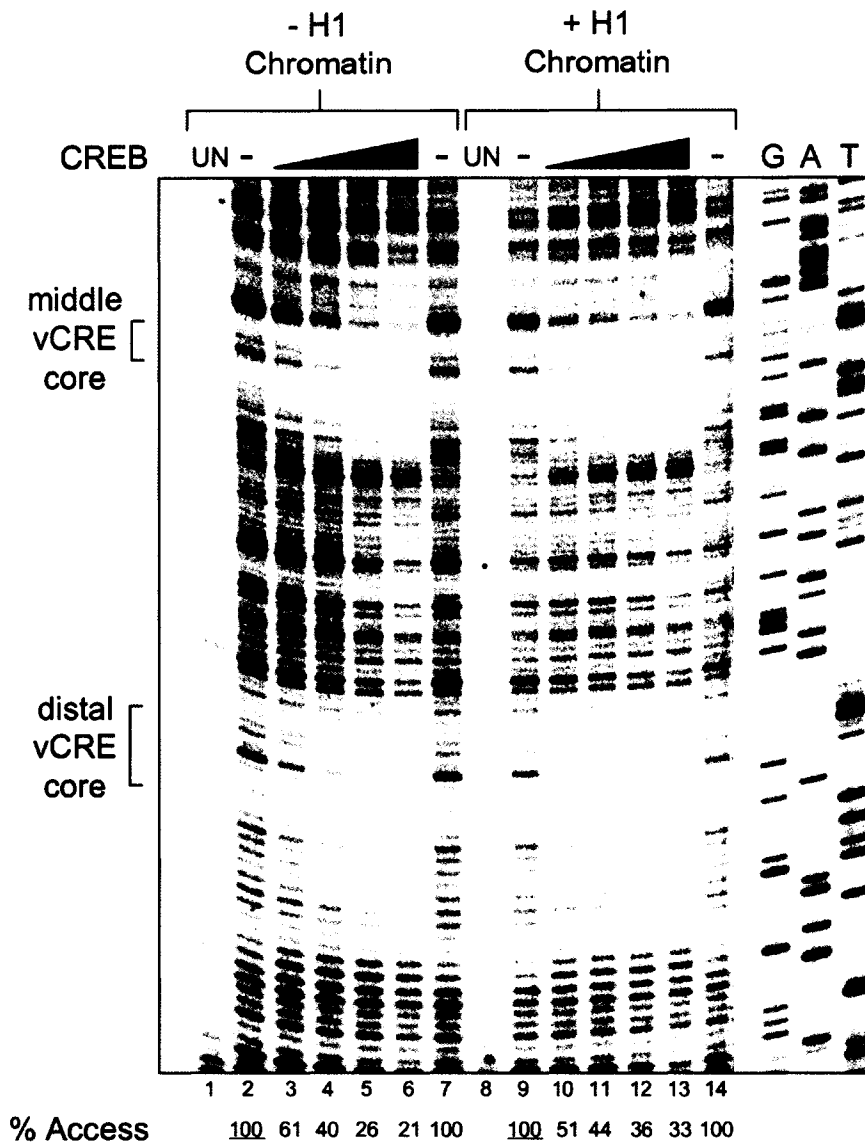 - H1 + H1
Chromatin Chromatin
CREB UN - - UN - - G A T
middle
vCRE
core
distal
vCRE
core
1 2 3 4 5 6 7 8 9 10 11 12 13 14
% Access 100 61 40 26 21 100 100 51 44 36 33 100